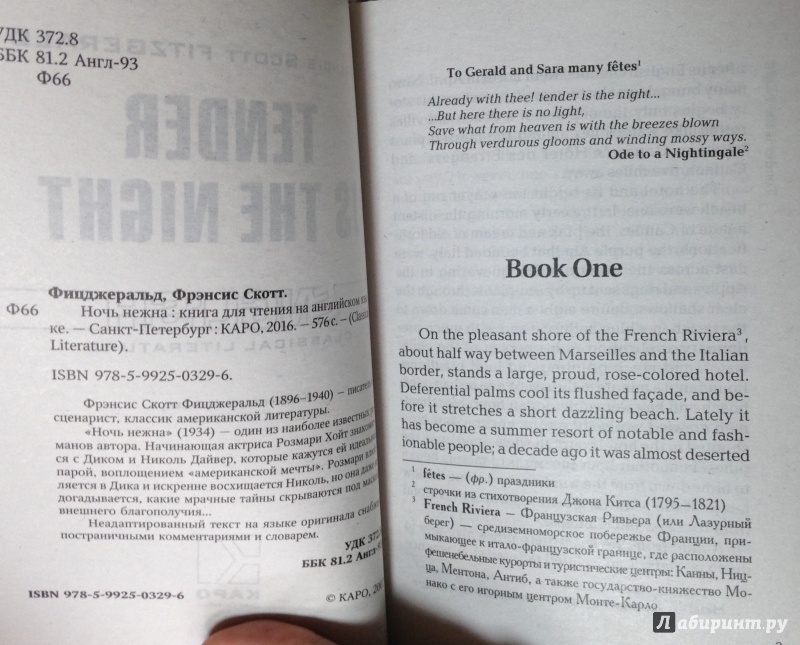 УДК 372.8
ББК 81.2 Англ-93
Ф66
TENDER
IS THE NIGHT
Фицджеральд, Фрэнсис Скотт.
Ф66 Ночь нежна : книга для чтения на английском
ке. — Санкт-Петербург : КАРО, 2016. — 576 с. —
Literature).
ISBN 978-5-9925-0329-6.
Фрэнсис Скотт Фицджеральд (1896–1940) —
сценарист, классик американской литературы.
«Ночь нежна» (1934) — один из наиболее известных
манов автора. Начинающая актриса Розмари Хойт
ся с Диком и Николь Дайвер, которые кажутся ей
парой, воплощением «американской мечты». Розмари
ляется в Дика и искренне восхищается Николь, но она
догадывается, какие мрачные тайны скрываются под
внешнего благополучия...
Неадаптированный текст на языке оригинала
постраничными комментариями и словарем.
УДК
ББК 81.2
ISBN 978-5-9925-0329-6
© КАРО,
КАРО
To Gerald and Sara many fêtes¹
Already with thee! tender is the night...
...But here there is no light,
Save what from heaven is with the breezes blown
Through verdurous glooms and winding mossy ways.
Ode to a Nightingale²
Book One
On the pleasant shore of the French Riviera³,
about half way between Marseilles and the Italian
border, stands a large, proud, rose-colored hotel.
Deferential palms cool its flushed façade, and be-
fore it stretches a short dazzling beach. Lately it
has become a summer resort of notable and fash-
ionable people; a decade ago it was almost deserted
¹ fêtes — (фр.) праздники
² строчки из стихотворения Джона Китса (1795—1821)
³ French Riviera — Французская Ривьера (или Лазурный
берег) — средиземноморское побережье Франции, при-
мыкающее к итало-французской границе, где расположены
фешенебельные курорты и туристические центры: Канны, Ниц-
ца, Ментона, Антиб, а также государство-княжество Мо-
нако с его игорным центром Монте-Карло
Лабиринт.ру